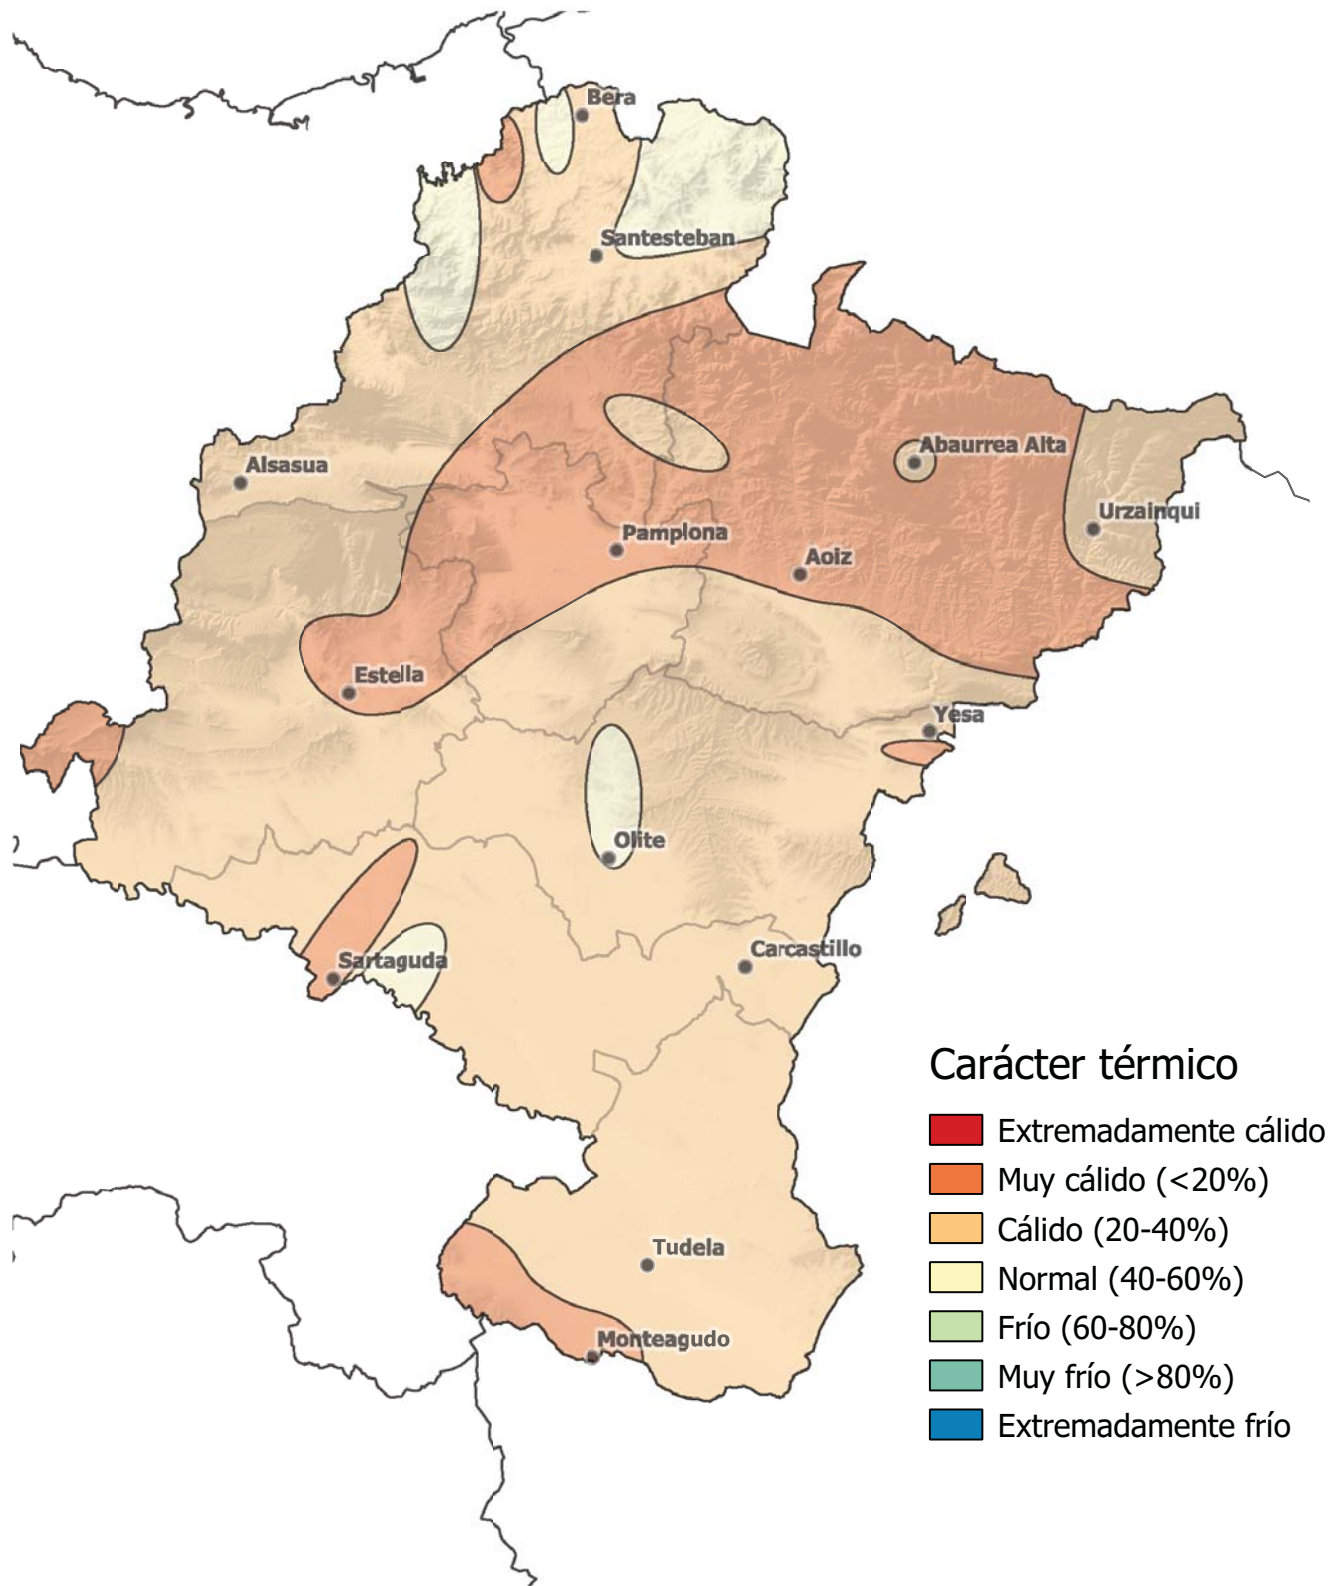 Bera
Santesteban
Alsasua
Abaurrea Alta
Urzainqui
Pamplona
Aoiz
Estella
Yesa
Olite
Sartaguda
Carcastillo
Tudela
Monteagudo
Carácter térmico
Extremadamente cálido
Muy cálido (<20%)
Cálido (20-40%)
Normal (40-60%)
Frío (60-80%)
Muy frío (>80%)
Extremadamente frío